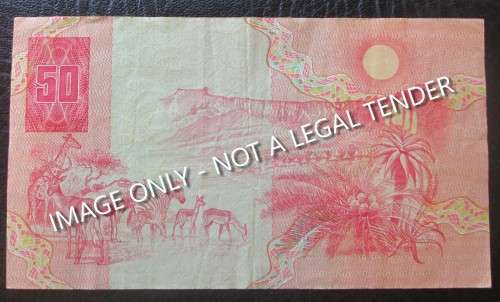 50
IMAGE ONLY - NOT A LEGAL TENDER